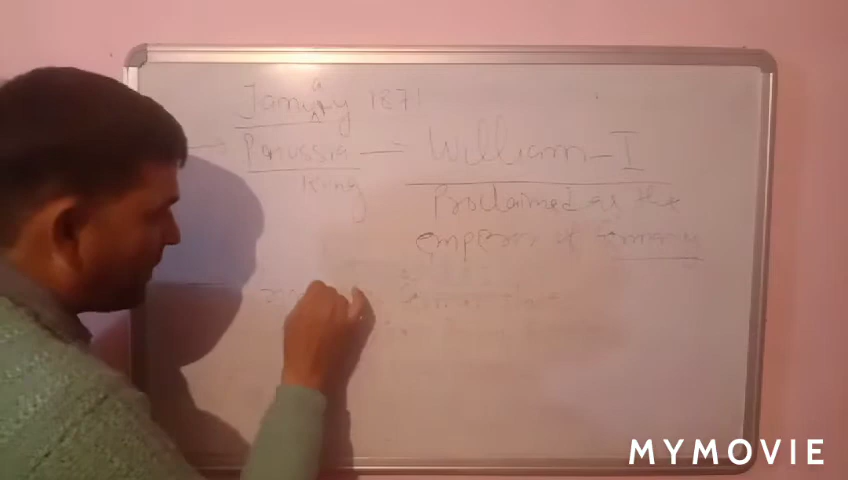 January 1871
Prussia — William-I
King
Proclaimed as the
emperor of Germany
MYMOVIE